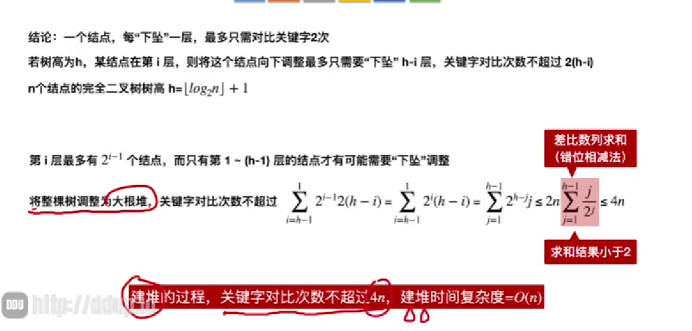 结论：一个结点，每“下坠”一层，最多只需对比关键字2次
若树高为h，某结点在第 i 层，则将这个结点向下调整最多只需要“下坠” h-i 层，关键字对比次数不超过 2(h-i)
n个结点的完全二叉树树高 h=⌊log₂n⌋ + 1
差比数列求和
（错位相减法）
第 i 层最多有 2^{i−1} 个结点，而只有第 1 ~ (h-1) 层的结点才有可能需要“下坠”调整
将整棵树调整为大根堆，关键字对比次数不超过 \sum_{i=h-1}^{1} 2^{i-1}2(h-i) = \sum_{i=h-1}^{1} 2^{i}(h-i) = \sum_{j=1}^{h-1} 2^{h-j}j ≤ 2n \sum_{j=1}^{h-1} \frac{j}{2^{j}} ≤ 4n
求和结果小于2
建堆的过程，关键字对比次数不超过4n，建堆时间复杂度=O(n)